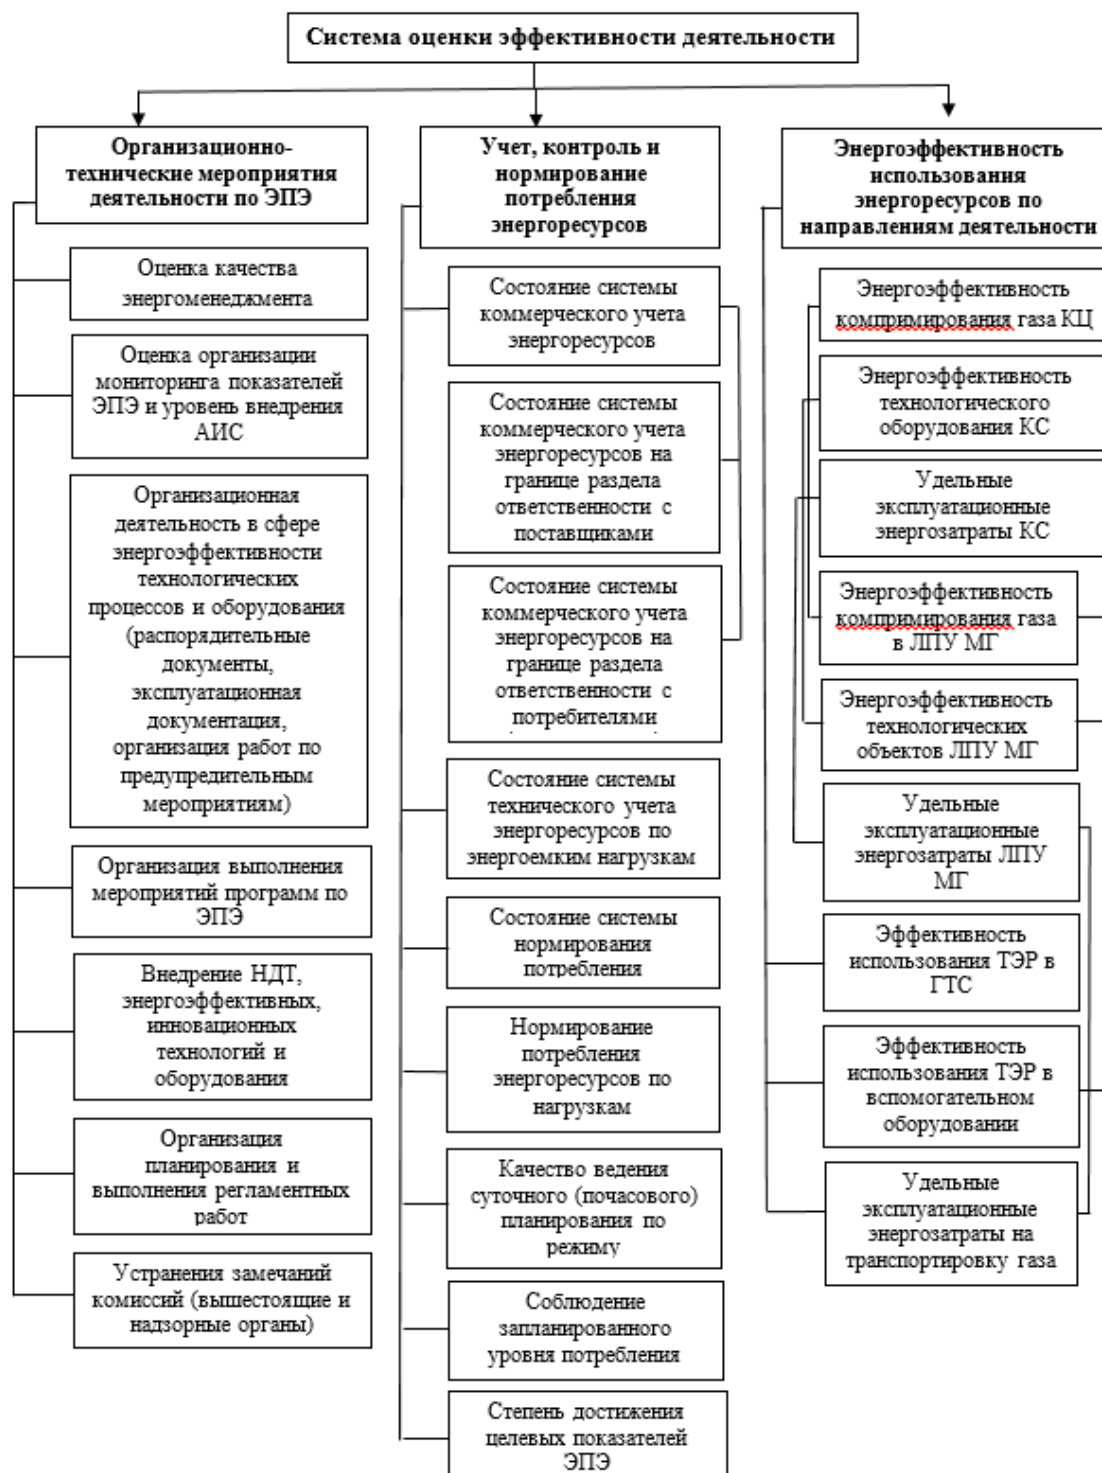 Система оценки эффективности деятельности
Организационно-
технические мероприятия
деятельности по ЭПЭ
Оценка качества
энергоменеджмента
Оценка организации
мониторинга показателей
ЭПЭ и уровень внедрения
АИС
Организационная
деятельность в сфере
энергоэффективности
технологических
процессов и оборудования
(распорядительные
документы,
эксплуатационная
документация,
организация работ по
предупредительным
мероприятиям)
Организация выполнения
мероприятий программ по
ЭПЭ
Внедрение НДТ,
энергоэффективных,
инновационных
технологий и
оборудования
Организация
планирования и
выполнения регламентных
работ
Устранения замечаний
комиссий (вышестоящие и
надзорные органы)
Учет, контроль и
нормирование
потребления
энергоресурсов
Состояние системы
коммерческого учета
энергоресурсов
Состояние системы
коммерческого учета
энергоресурсов на
границе раздела
ответственности с
поставщиками
Состояние системы
коммерческого учета
энергоресурсов на
границе раздела
ответственности с
потребителями
Состояние системы
технического учета
энергоресурсов по
энергоемким нагрузкам
Состояние системы
нормирования
потребления
Нормирование
потребления
энергоресурсов по
нагрузкам
Качество ведения
суточного (почасового)
планирования по
режиму
Соблюдение
запланированного
уровня потребления
Степень достижения
целевых показателей
ЭПЭ
Энергоэффективность
использования
энергоресурсов по
направлениям деятельности
Энергоэффективность
компримирования газа КЦ
Энергоэффективность
технологического
оборудования КС
Удельные
эксплуатационные
энергозатраты КС
Энергоэффективность
компримирования газа
в ЛПУ МГ
Энергоэффективность
технологических
объектов ЛПУ МГ
Удельные
эксплуатационные
энергозатраты ЛПУ
МГ
Эффективность
использования ТЭР в
ГТС
Эффективность
использования ТЭР в
вспомогательном
оборудовании
Удельные
эксплуатационные
энергозатраты на
транспортировку газа